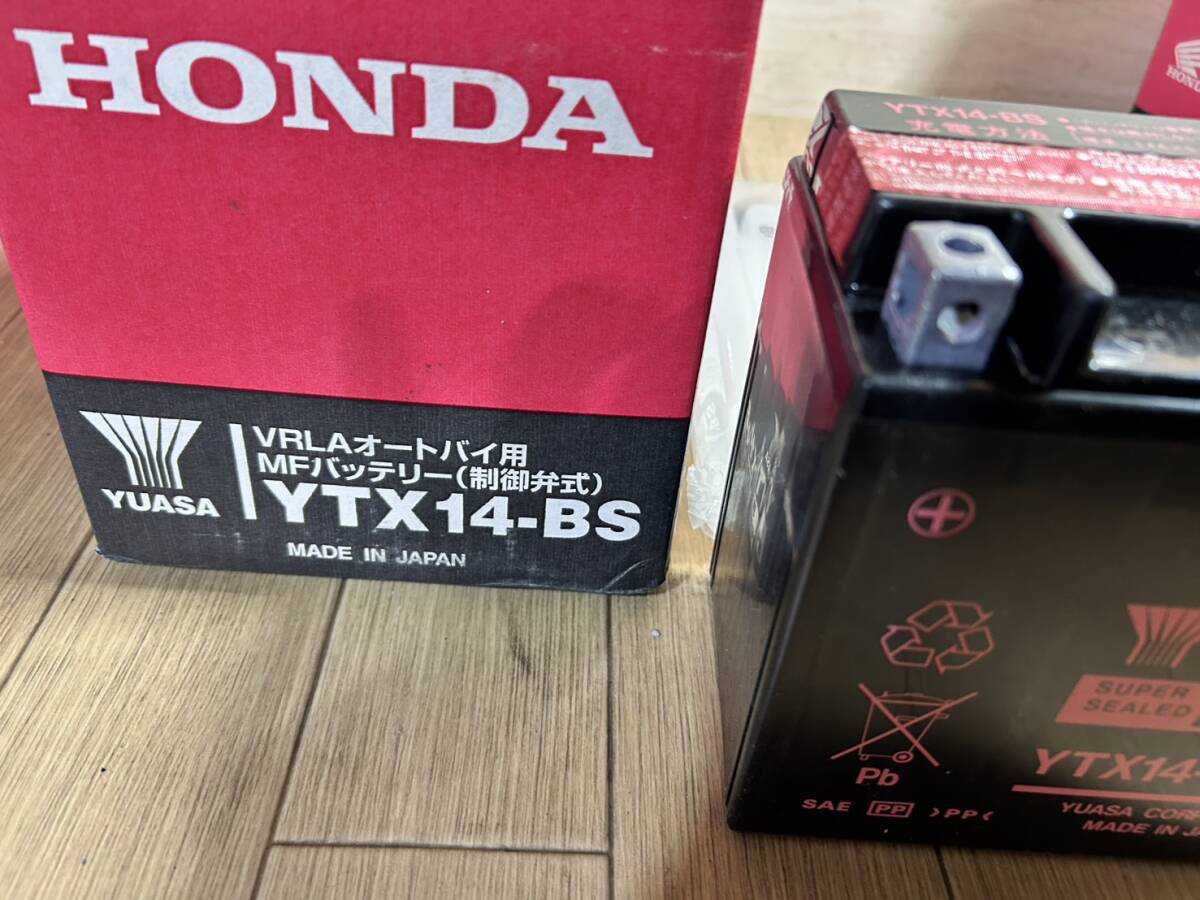 HONDA
YUASA
VRLAオートバイ用
MFバッテリー(制御弁式)
YTX14-BS
MADE IN JAPAN
HONDA
YTX14-BS
充電方法
SUPER
SEALED
YTX14
Pb
SAE PP >PP<
YUASA
MADE IN